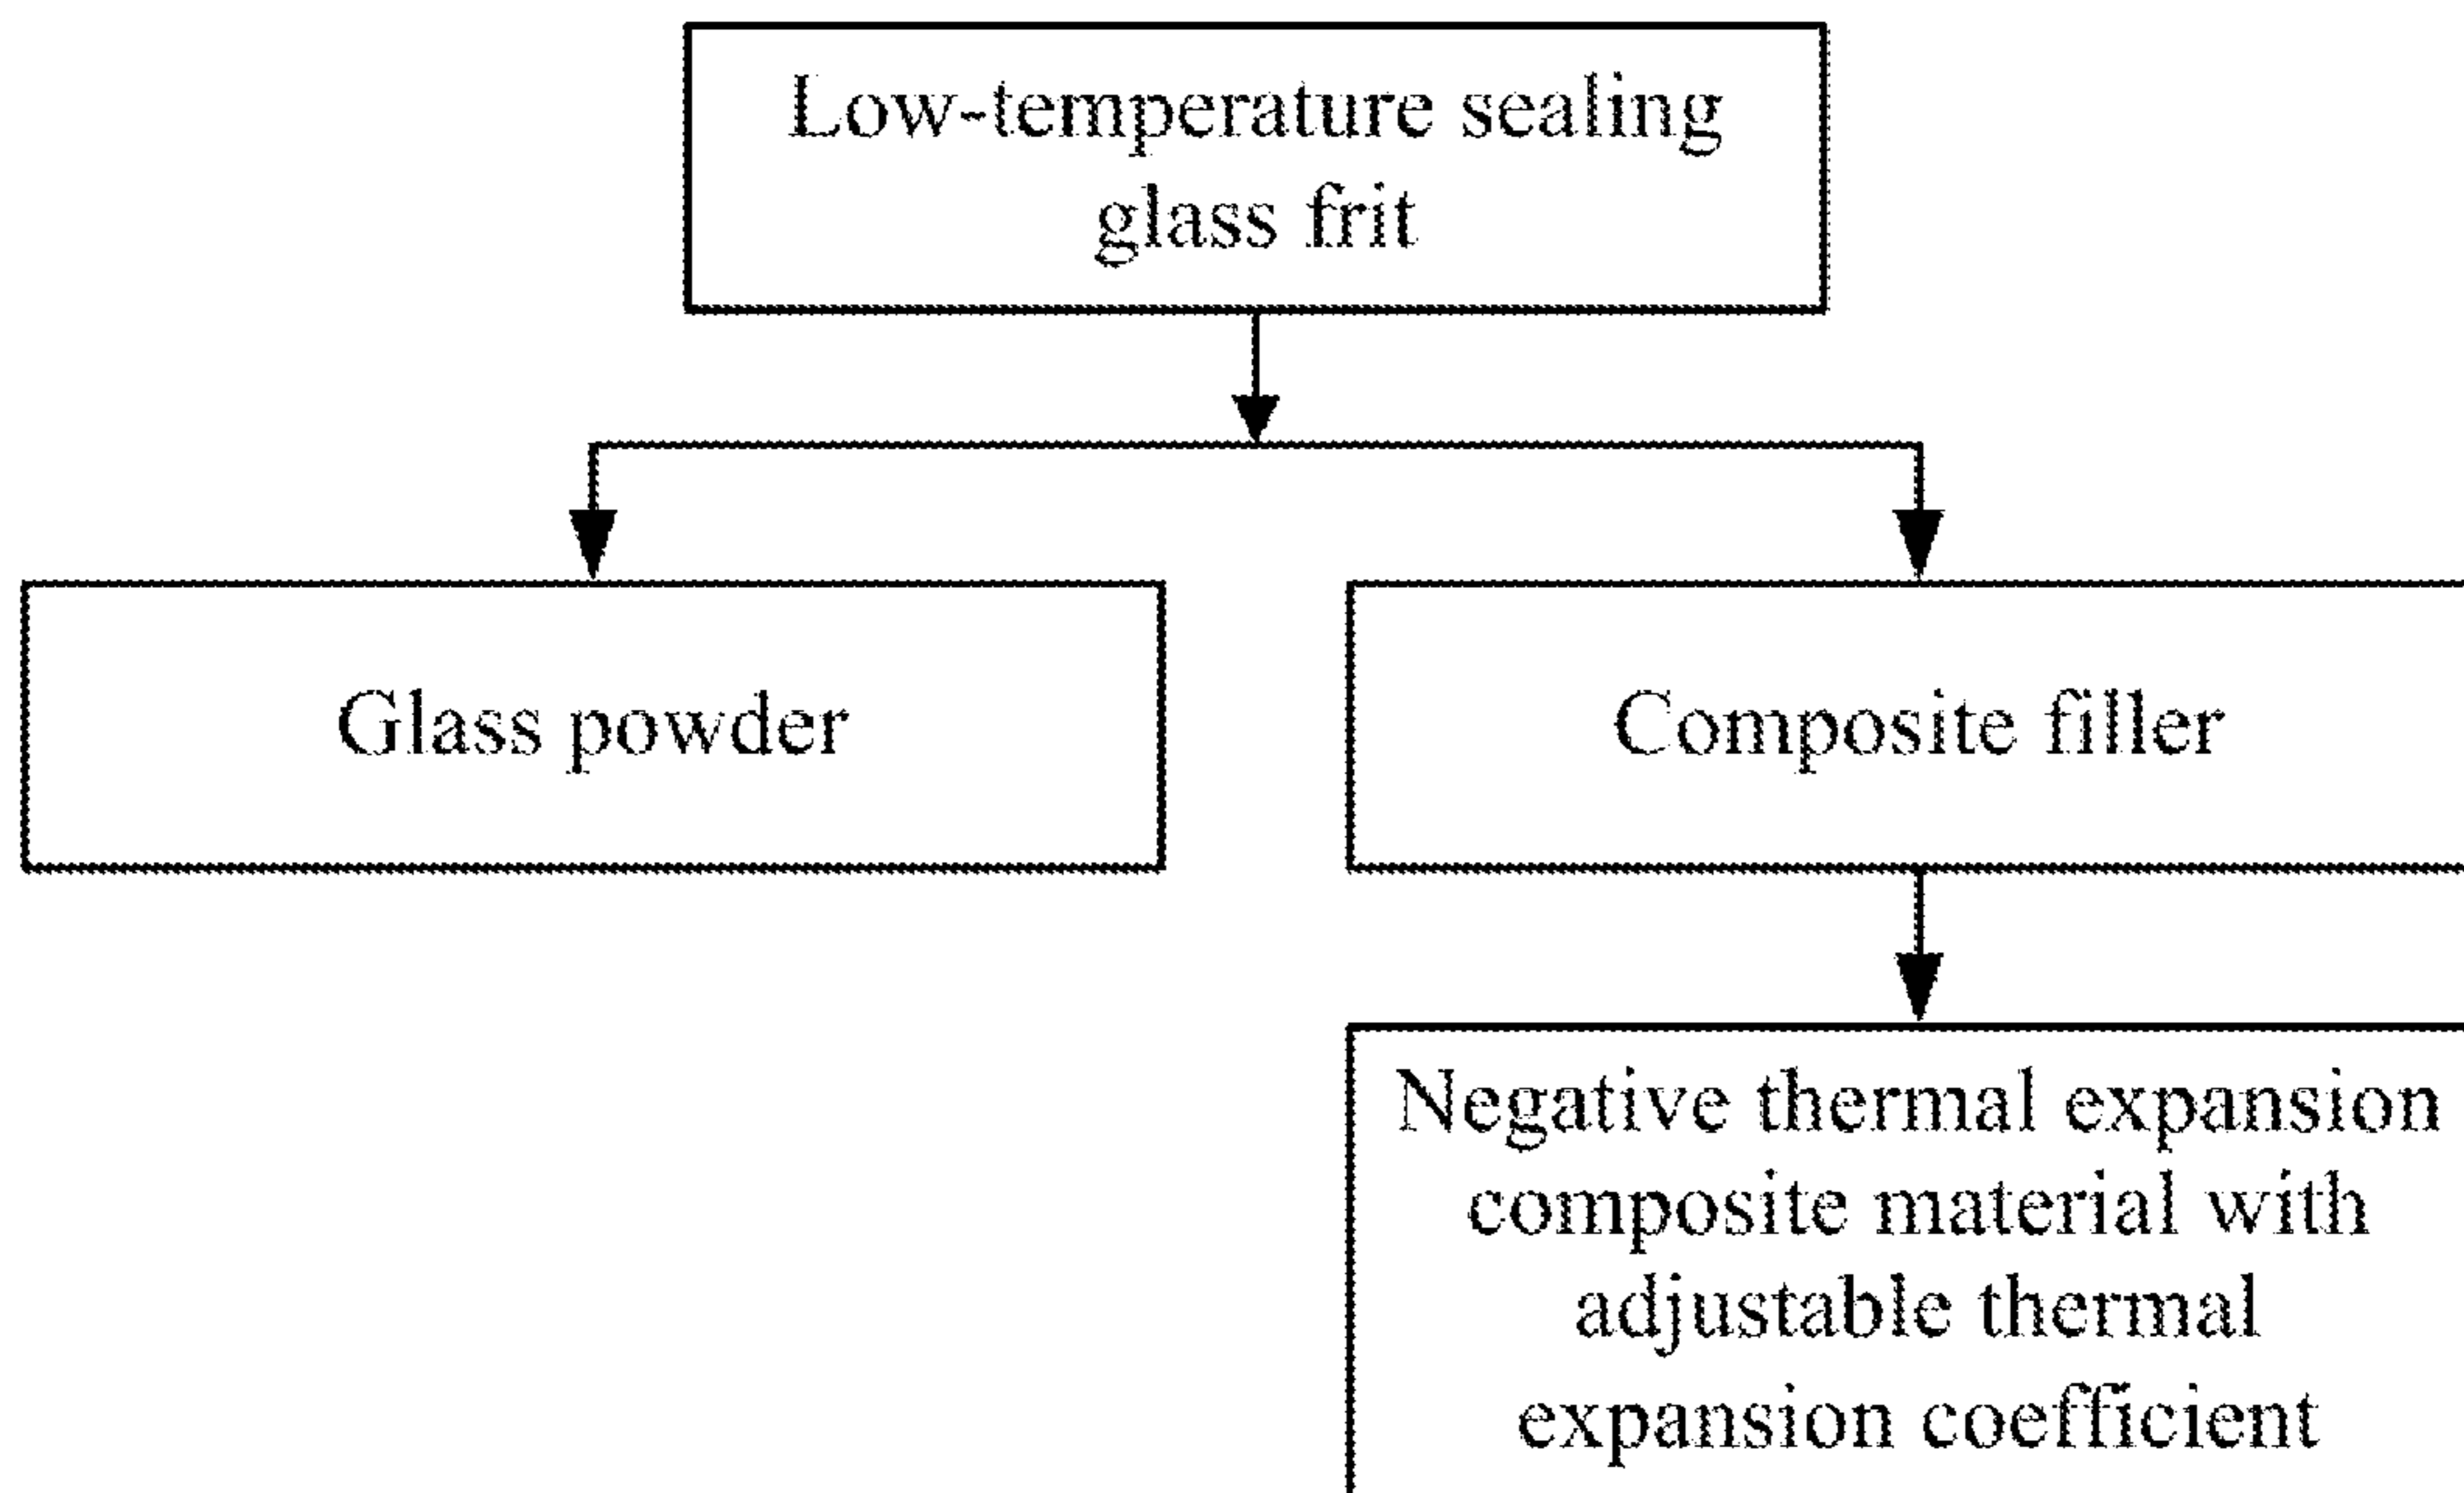 Low-temperature sealing
glass frit
Glass powder
Composite filler
Negative thermal expansion
composite material with
adjustable thermal
expansion coefficient